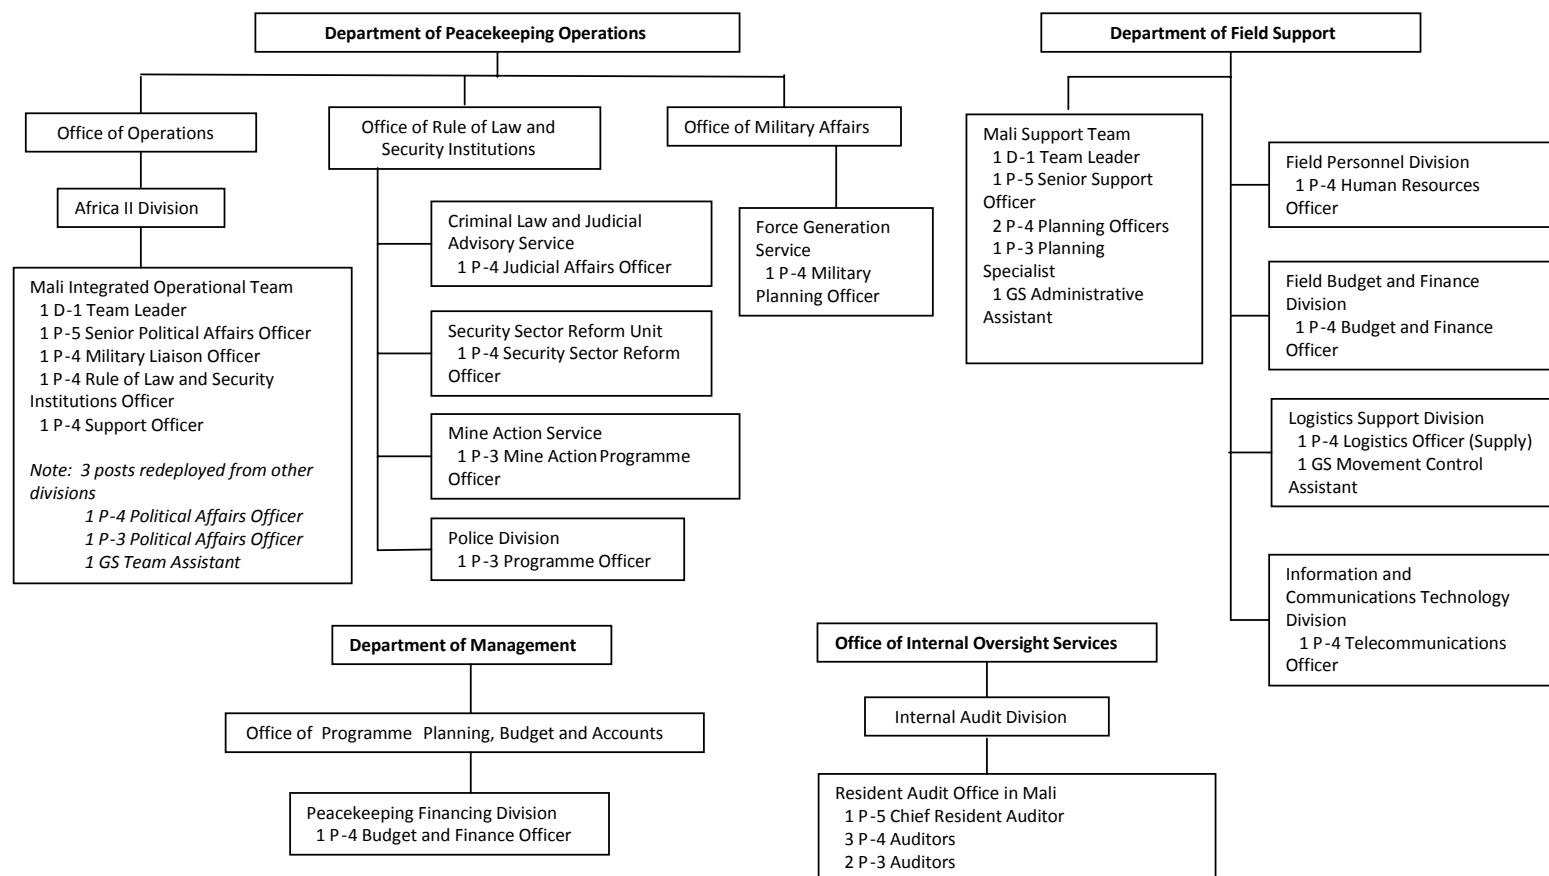 Department of Peacekeeping Operations
Office of Operations
Africa II Division
Mali Integrated Operational Team
1 D-1 Team Leader
1 P-5 Senior Political Affairs Officer
1 P-4 Military Liaison Officer
1 P-4 Rule of Law and Security
Institutions Officer
1 P-4 Support Officer
Note: 3 posts redeployed from other
divisions
1 P-4 Political Affairs Officer
1 P-3 Political Affairs Officer
1 GS Team Assistant
Office of Rule of Law and
Security Institutions
Criminal Law and Judicial
Advisory Service
1 P-4 Judicial Affairs Officer
Security Sector Reform Unit
1 P-4 Security Sector Reform
Officer
Mine Action Service
1 P-3 Mine Action Programme
Officer
Police Division
1 P-3 Programme Officer
Office of Military Affairs
Force Generation
Service
1 P-4 Military
Planning Officer
Department of Field Support
Mali Support Team
1 D-1 Team Leader
1 P-5 Senior Support
Officer
2 P-4 Planning Officers
1 P-3 Planning
Specialist
1 GS Administrative
Assistant
Field Personnel Division
1 P-4 Human Resources
Officer
Field Budget and Finance
Division
1 P-4 Budget and Finance
Officer
Logistics Support Division
1 P-4 Logistics Officer (Supply)
1 GS Movement Control
Assistant
Information and
Communications Technology
Division
1 P-4 Telecommunications
Officer
Department of Management
Office of Programme Planning, Budget and Accounts
Peacekeeping Financing Division
1 P-4 Budget and Finance Officer
Office of Internal Oversight Services
Internal Audit Division
Resident Audit Office in Mali
1 P-5 Chief Resident Auditor
3 P-4 Auditors
2 P-3 Auditors